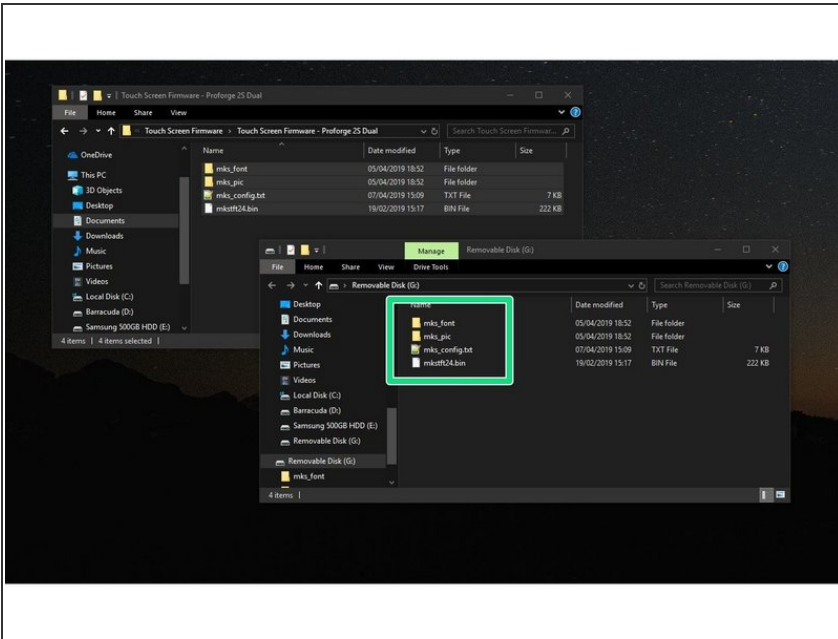 Touch Screen Firmware - Proforge 2S Dual
File Home Share View
Touch Screen Firmware > Touch Screen Firmware - Proforge 2S Dual Search Touch Screen Firmwar...
Name Date modified Type Size
OneDrive
This PC
3D Objects
Desktop
Documents
Downloads
Music
Pictures
Videos
Local Disk (C:)
Barracuda (D:)
Samsung 500GB HDD (E:)
mks_font 05/04/2019 18:52 File folder
mks_pic 05/04/2019 18:52 File folder
mks_config.txt 07/04/2019 15:09 TXT File 7 KB
mkstft24.bin 19/02/2019 15:17 BIN File 222 KB
4 items 4 items selected
Manage Removable Disk (G:)
File Home Share View Drive Tools
Removable Disk (G:) Search Removable Disk (G:)
Name Date modified Type Size
Desktop
Documents
Downloads
Music
Pictures
Videos
Local Disk (C:)
Barracuda (D:)
Samsung 500GB HDD (E:)
Removable Disk (G:)
Removable Disk (G:)
mks_font
mks_font 05/04/2019 18:52 File folder
mks_pic 05/04/2019 18:52 File folder
mks_config.txt 07/04/2019 15:09 TXT File 7 KB
mkstft24.bin 19/02/2019 15:17 BIN File 222 KB
4 items